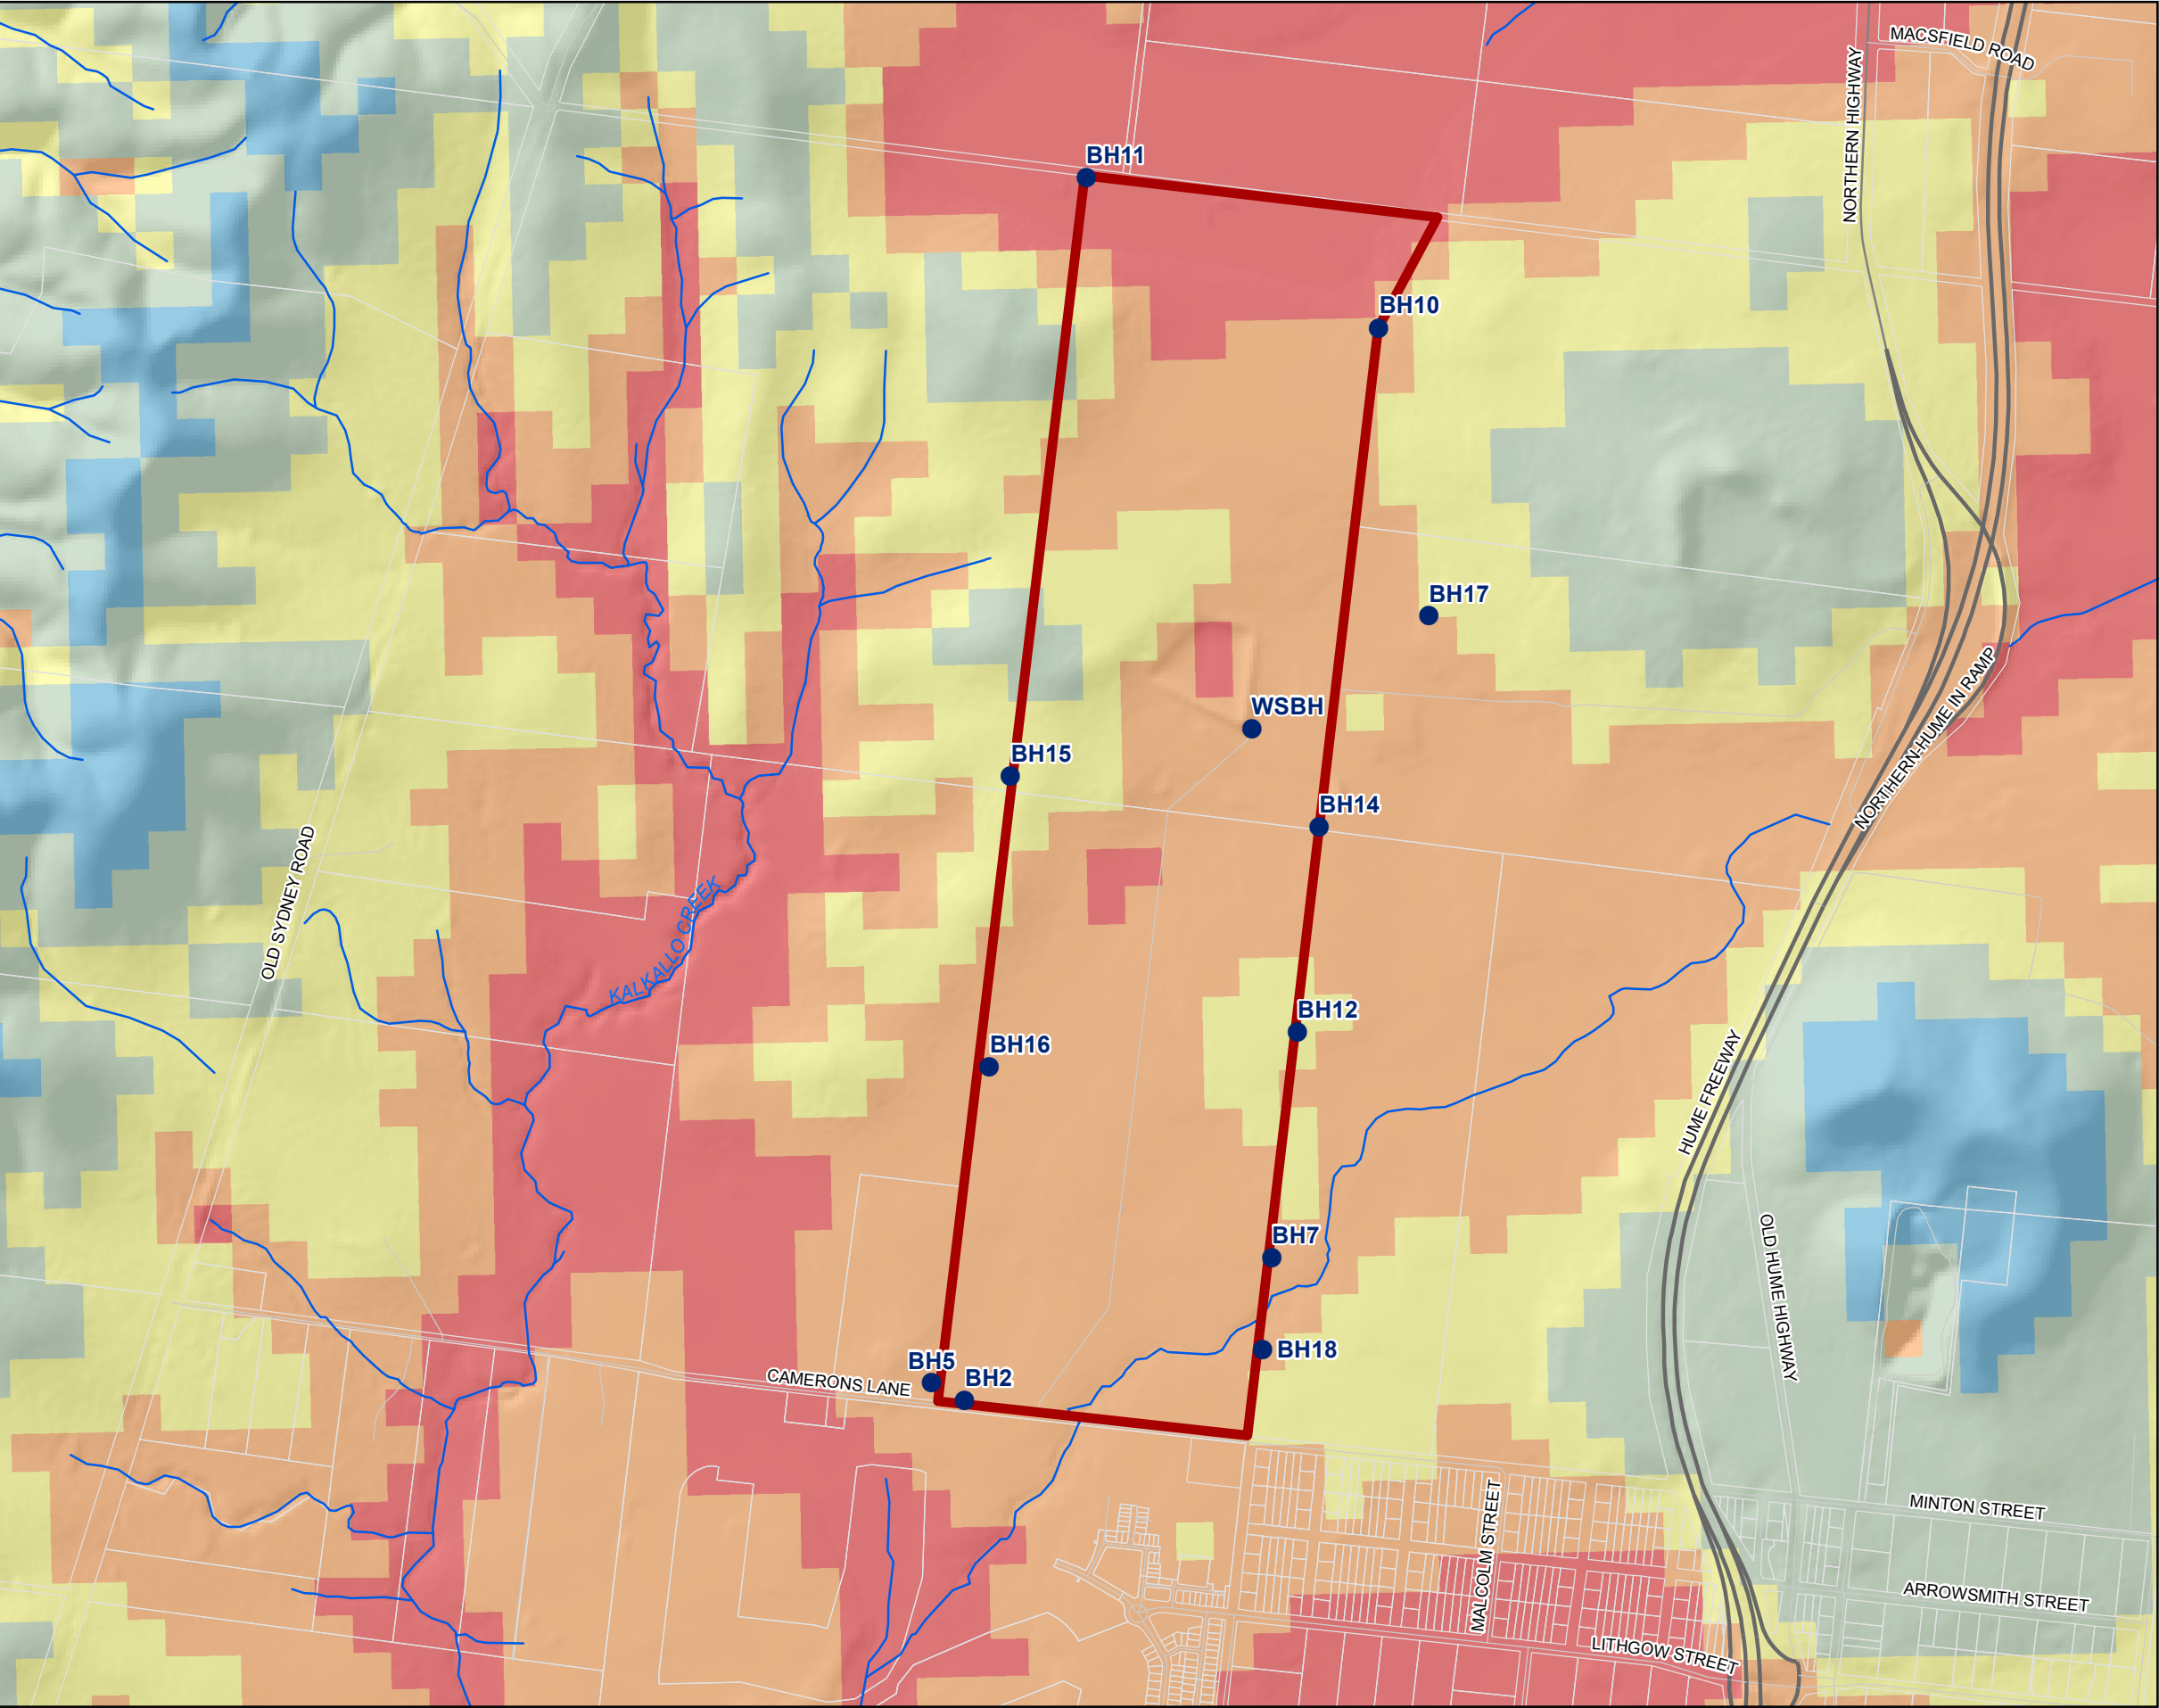 MACSFIELD ROAD
NORTHERN HIGHWAY
BH11
BH10
BH17
WSBH
NORTHERN-HUME IN RAMP
BH15
BH14
OLD SYDNEY ROAD
KALKALLO CREEK
BH12
BH16
HUME FREEWAY
BH7
OLD HUME HIGHWAY
BH18
BH5
BH2
CAMERONS LANE
MINTON STREET
MALCOLM STREET
ARROWSMITH STREET
LITHGOW STREET